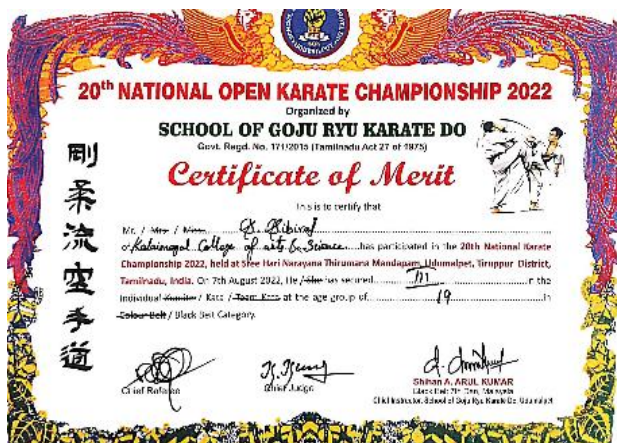 20th NATIONAL OPEN KARATE CHAMPIONSHIP 2022
Organized by
SCHOOL OF GOJU RYU KARATE DO
Govt. Regd. No. 171/2015 (Tamilnadu Act 27 of 1975)
Certificate of Merit
This is to certify that
Mr. / Mrs / Miss
of College of arts & Science has participated in the 20th National Karate
Championship 2022, held at Sree Hari Narayana Thirumana Mandapam, Udumalpet, Tiruppur District,
Tamilnadu, India. On 7th August 2022, He / She has secured III in the
Individual Kumite / Kata / Team Kata at the age group of 19 in
Colour Belt / Black Belt Category.
剛柔流空手道
Chief Referee
Chief Judge
Shihan A. ARUL KUMAR
Black Belt 7th Dan, Malaysia
Chief Instructor, School of Goju Ryu Karate Do, Udumalpet